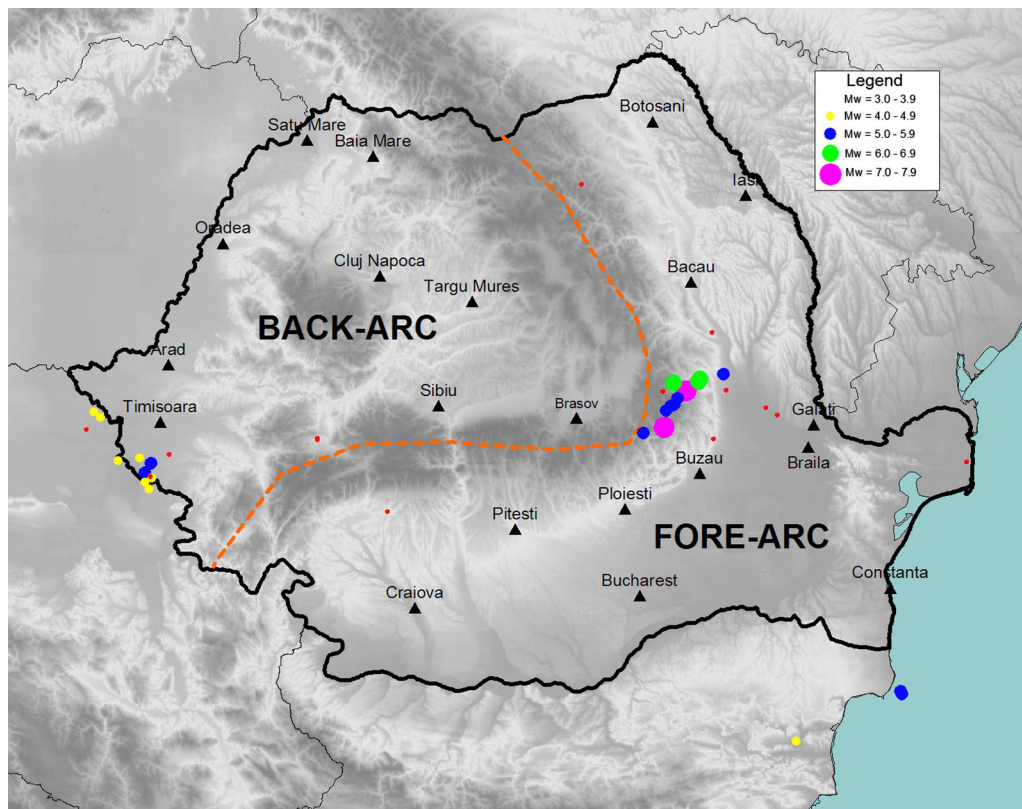 Legend
Mw = 3.0 - 3.9
Mw = 4.0 - 4.9
Mw = 5.0 - 5.9
Mw = 6.0 - 6.9
Mw = 7.0 - 7.9
Botosani
Satu Mare
Baia Mare
Iasi
Oradea
Cluj Napoca
Bacau
Targu Mures
BACK-ARC
Arad
Sibiu
Brasov
Timisoara
Galati
Buzau
Braila
Ploiesti
Pitesti
FORE-ARC
Constanta
Bucharest
Craiova